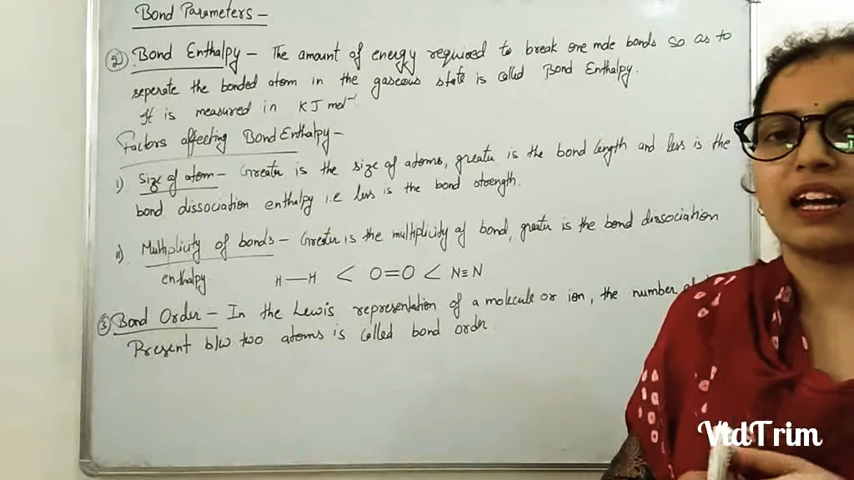 Bond Parameters -
② Bond Enthalpy - The amount of energy required to break one mole bonds so as to
seperate the bonded atom in the gaseous state is called Bond Enthalpy.
It is measured in KJ mol⁻¹
Factors affecting Bond Enthalpy -
i) Size of atom - Greater is the size of atoms, greater is the bond length and less is the
bond dissociation enthalpy i.e less is the bond strength.
ii) Multiplicity of bonds - Greater is the multiplicity of bond, greater is the bond dissociation
enthalpy H—H < O=O < N≡N
③ Bond Order - In the Lewis representation of a molecule or ion, the number of
Present b/w two atoms is called bond order.
VidTrim